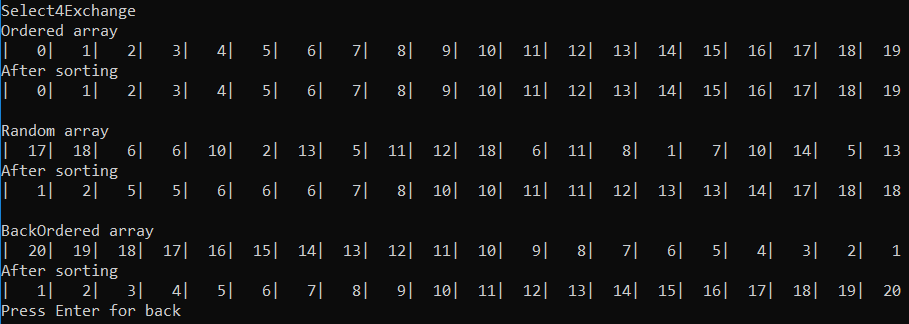 Select4Exchange
Ordered array
|   0|   1|   2|   3|   4|   5|   6|   7|   8|   9|  10|  11|  12|  13|  14|  15|  16|  17|  18|  19
After sorting
|   0|   1|   2|   3|   4|   5|   6|   7|   8|   9|  10|  11|  12|  13|  14|  15|  16|  17|  18|  19
Random array
|  17|  18|   6|   6|  10|   2|  13|   5|  11|  12|  18|   6|  11|   8|   1|   7|  10|  14|   5|  13
After sorting
|   1|   2|   5|   5|   6|   6|   6|   7|   8|  10|  10|  11|  11|  12|  13|  13|  14|  17|  18|  18
BackOrdered array
|  20|  19|  18|  17|  16|  15|  14|  13|  12|  11|  10|   9|   8|   7|   6|   5|   4|   3|   2|   1
After sorting
|   1|   2|   3|   4|   5|   6|   7|   8|   9|  10|  11|  12|  13|  14|  15|  16|  17|  18|  19|  20
Press Enter for back